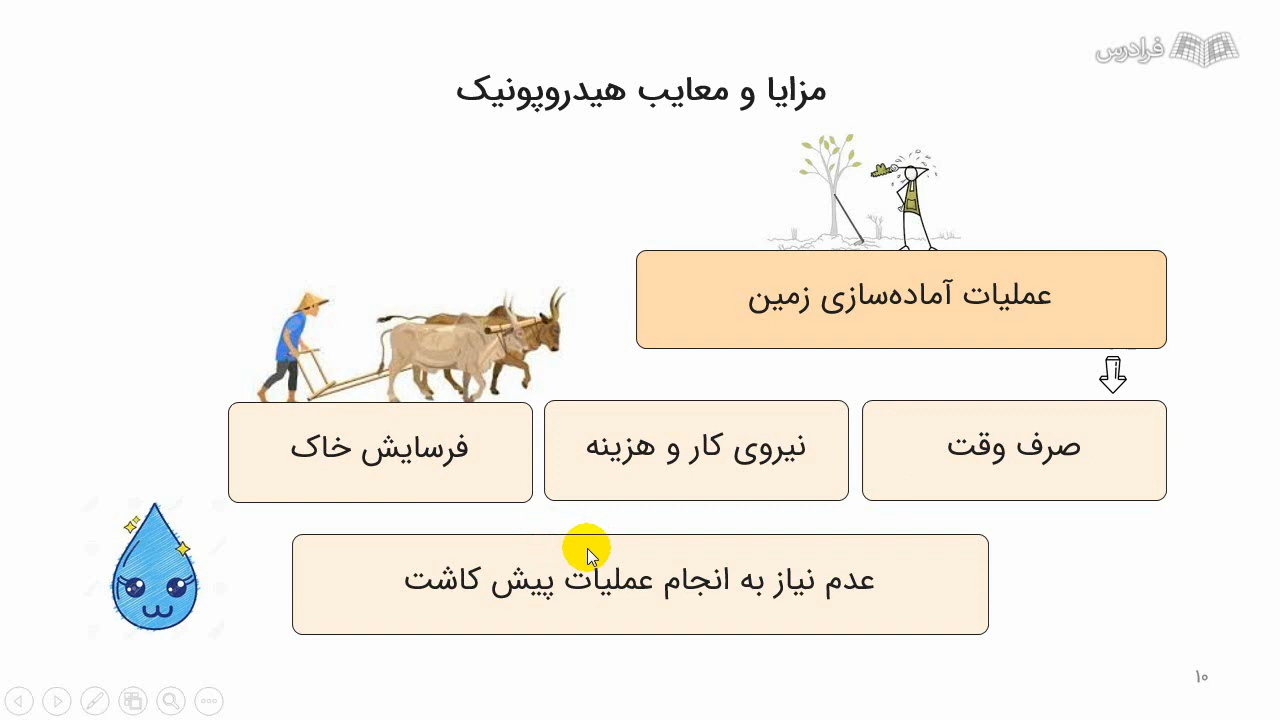 فرادرس
مزایا و معایب هیدروپونیک
عملیات آماده‌سازی زمین
صرف وقت
نیروی کار و هزینه
فرسایش خاک
عدم نیاز به انجام عملیات پیش کاشت
۱۰